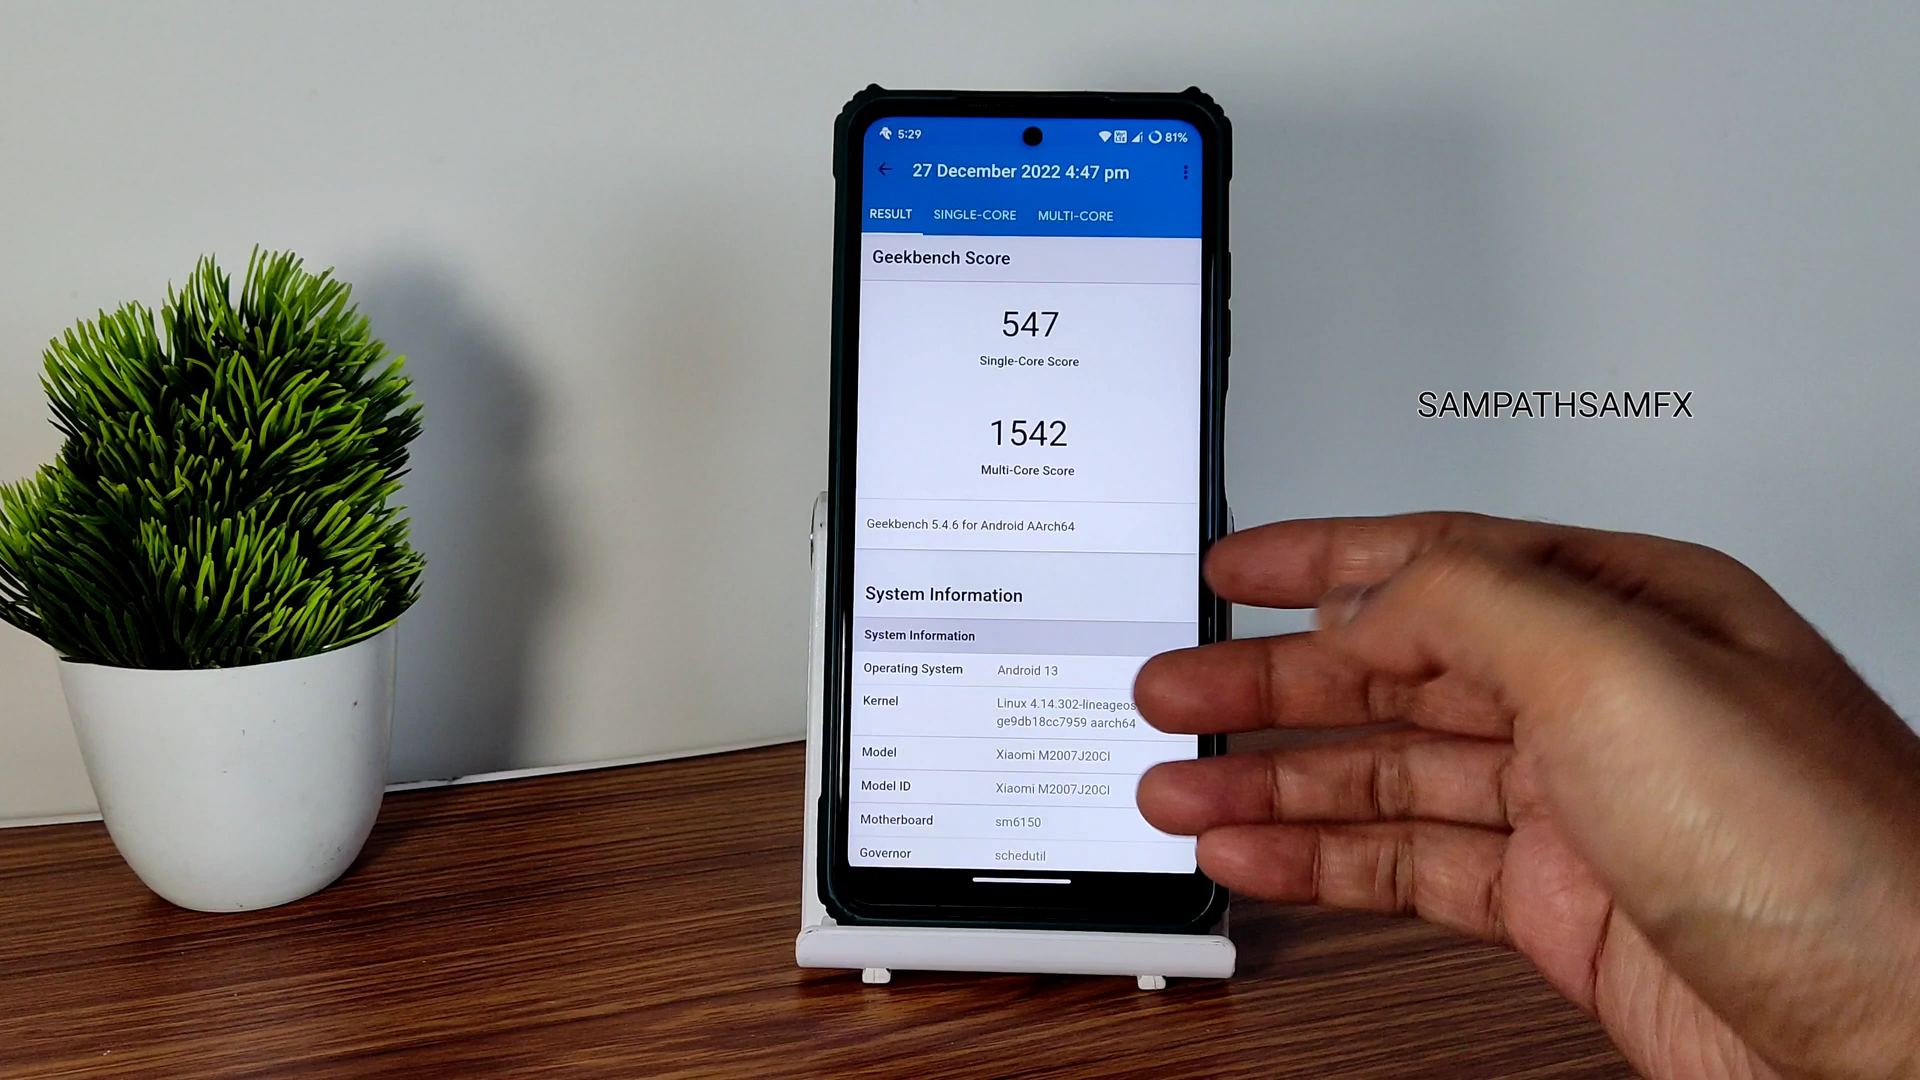 5:29
81%
27 December 2022 4:47 pm
RESULT SINGLE-CORE MULTI-CORE
Geekbench Score
547
Single-Core Score
1542
Multi-Core Score
Geekbench 5.4.6 for Android AArch64
System Information
System Information
Operating System Android 13
Kernel Linux 4.14.302-lineageos
ge9db18cc7959 aarch64
Model Xiaomi M2007J20CI
Model ID Xiaomi M2007J20CI
Motherboard sm6150
Governor schedutil
SAMPATHSAMFX